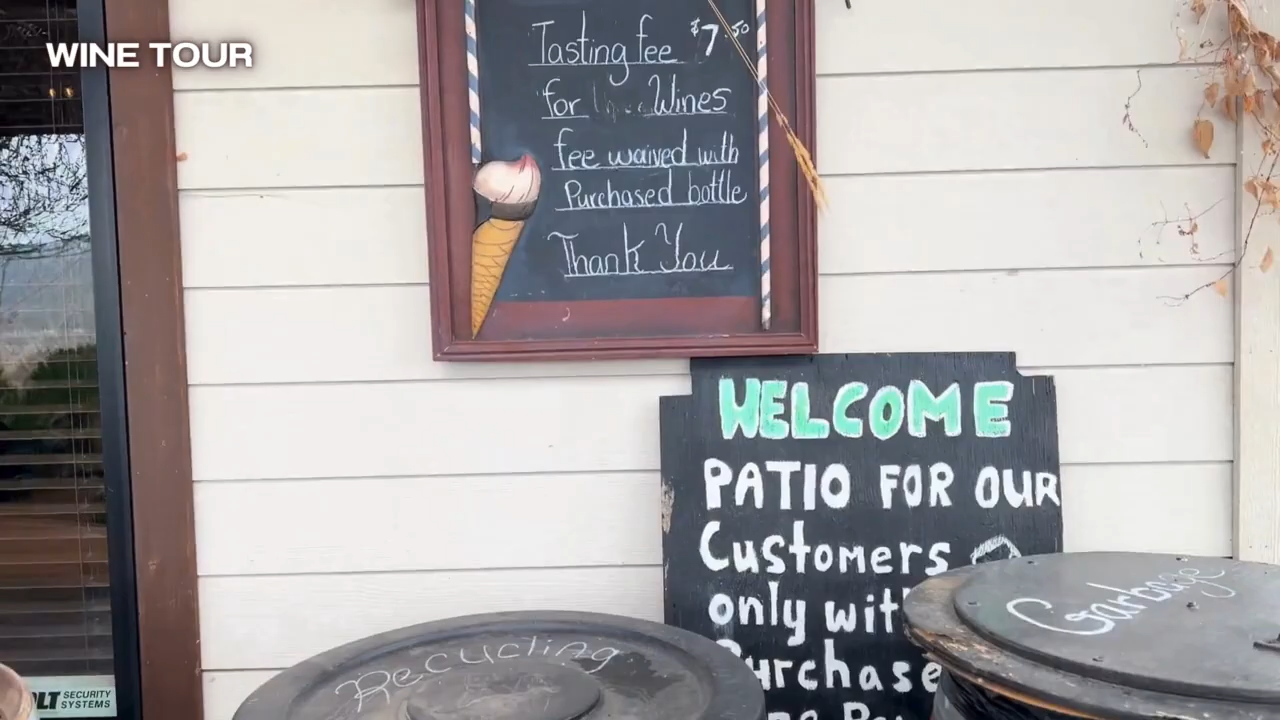 WINE TOUR
Tasting fee $7.50
for Wines
fee waived with
Purchased bottle
Thank You
WELCOME
PATIO FOR OUR
Customers
only
Recycling
Garbage
SECURITY
SYSTEMS